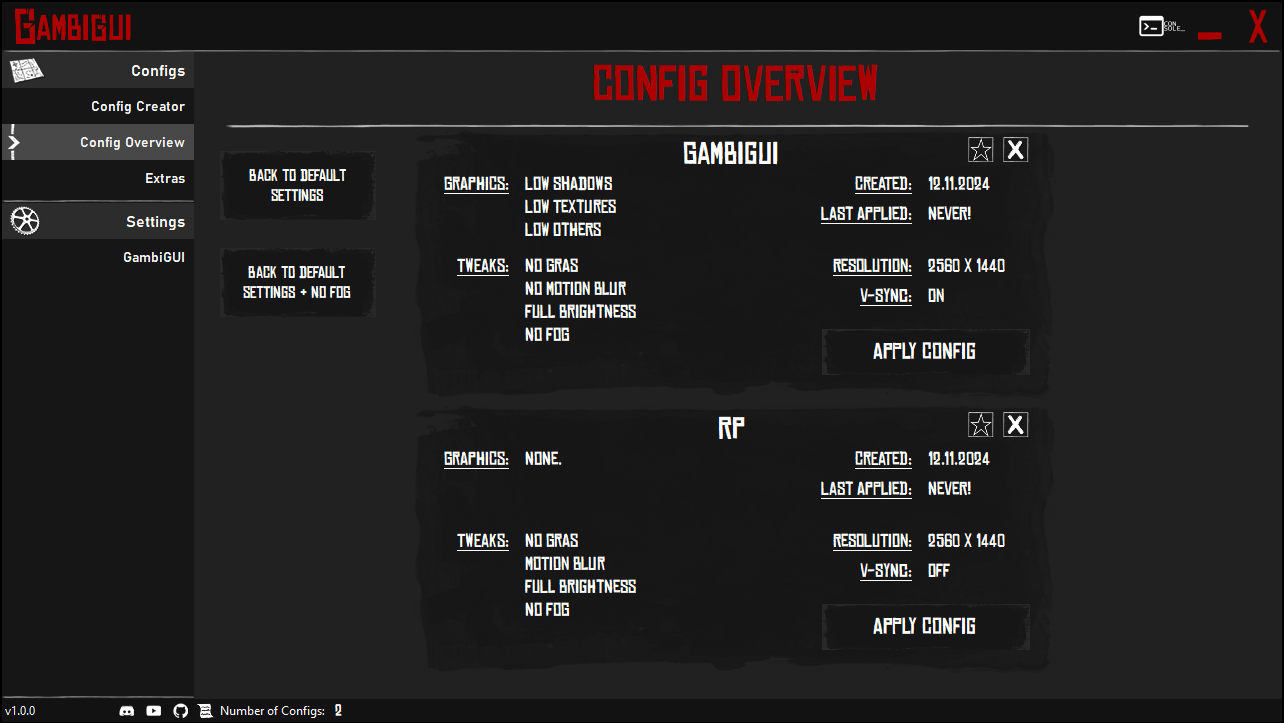 GAMBIGUI
CON
SOLE...
X
Configs
Config Creator
Config Overview
Extras
Settings
GambiGUI
CONFIG OVERVIEW
BACK TO DEFAULT
SETTINGS
BACK TO DEFAULT
SETTINGS + NO FOG
GAMBIGUI
X
GRAPHICS: LOW SHADOWS
LOW TEXTURES
LOW OTHERS
CREATED: 12.11.2024
LAST APPLIED: NEVER!
TWEAKS: NO GRAS
NO MOTION BLUR
FULL BRIGHTNESS
NO FOG
RESOLUTION: 2560 X 1440
V-SYNC: ON
APPLY CONFIG
RP
X
GRAPHICS: NONE.
CREATED: 12.11.2024
LAST APPLIED: NEVER!
TWEAKS: NO GRAS
MOTION BLUR
FULL BRIGHTNESS
NO FOG
RESOLUTION: 2560 X 1440
V-SYNC: OFF
APPLY CONFIG
v1.0.0
Number of Configs: 2